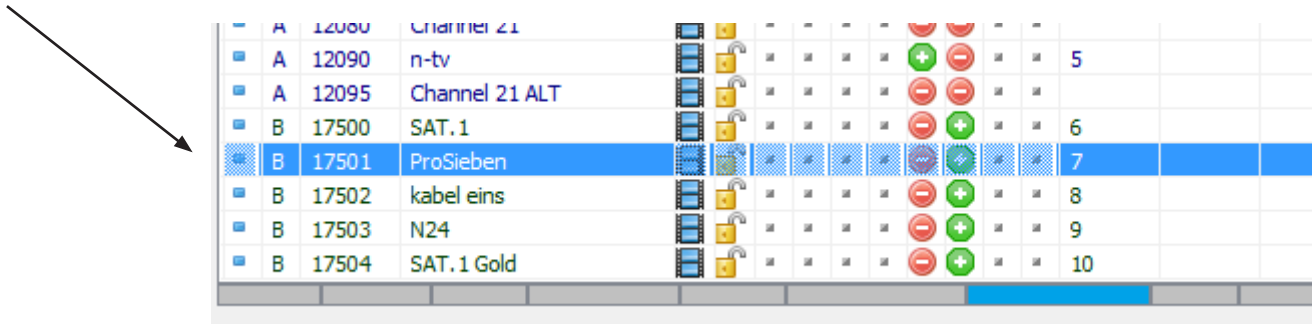 A 12080 Channel 21
A 12090 n-tv 5
A 12095 Channel 21 ALT
B 17500 SAT.1 6
B 17501 ProSieben 7
B 17502 kabel eins 8
B 17503 N24 9
B 17504 SAT.1 Gold 10